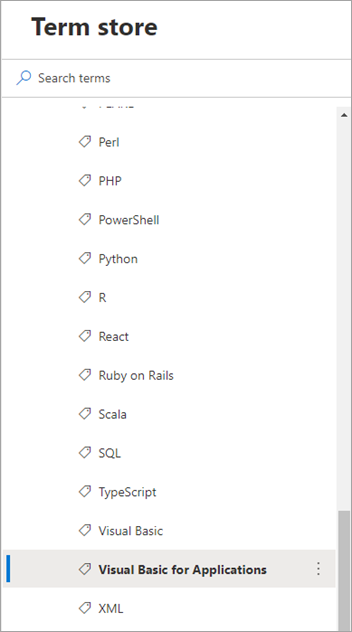 Term store
Search terms
Perl
PHP
PowerShell
Python
R
React
Ruby on Rails
Scala
SQL
TypeScript
Visual Basic
Visual Basic for Applications
XML